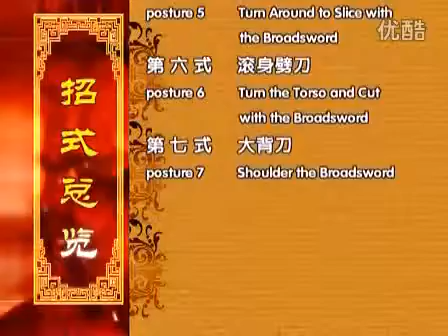 招式总览
优酷
posture 5 Turn Around to Slice with
the Broadsword
第六式 滚身劈刀
posture 6 Turn the Torso and Cut
with the Broadsword
第七式 大背刀
posture 7 Shoulder the Broadsword